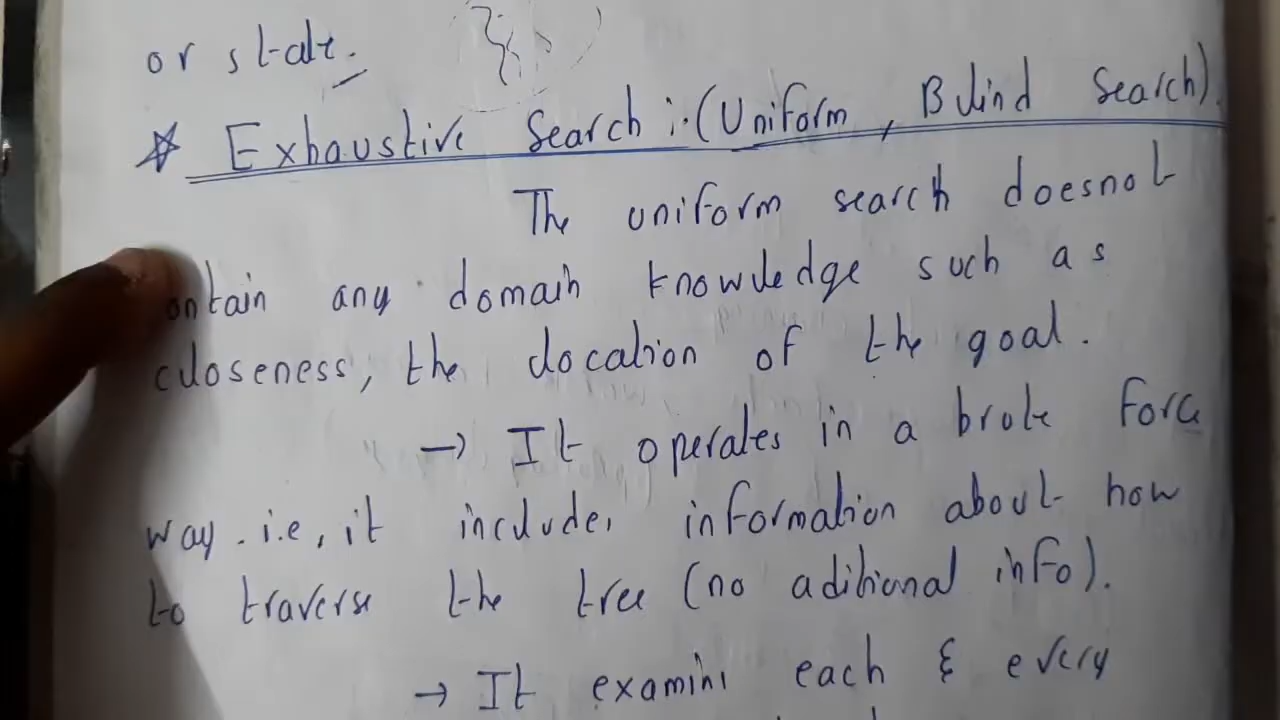 or state.
Exhaustive Search :- (Uniform, Blind Search).
The uniform search doesnot
ontain any domain knowledge such as
closeness, the location of the goal.
→ It operates in a brute force
way. i.e, it includes information about how
to traverse the tree (no aditional info).
→ It examins each & every